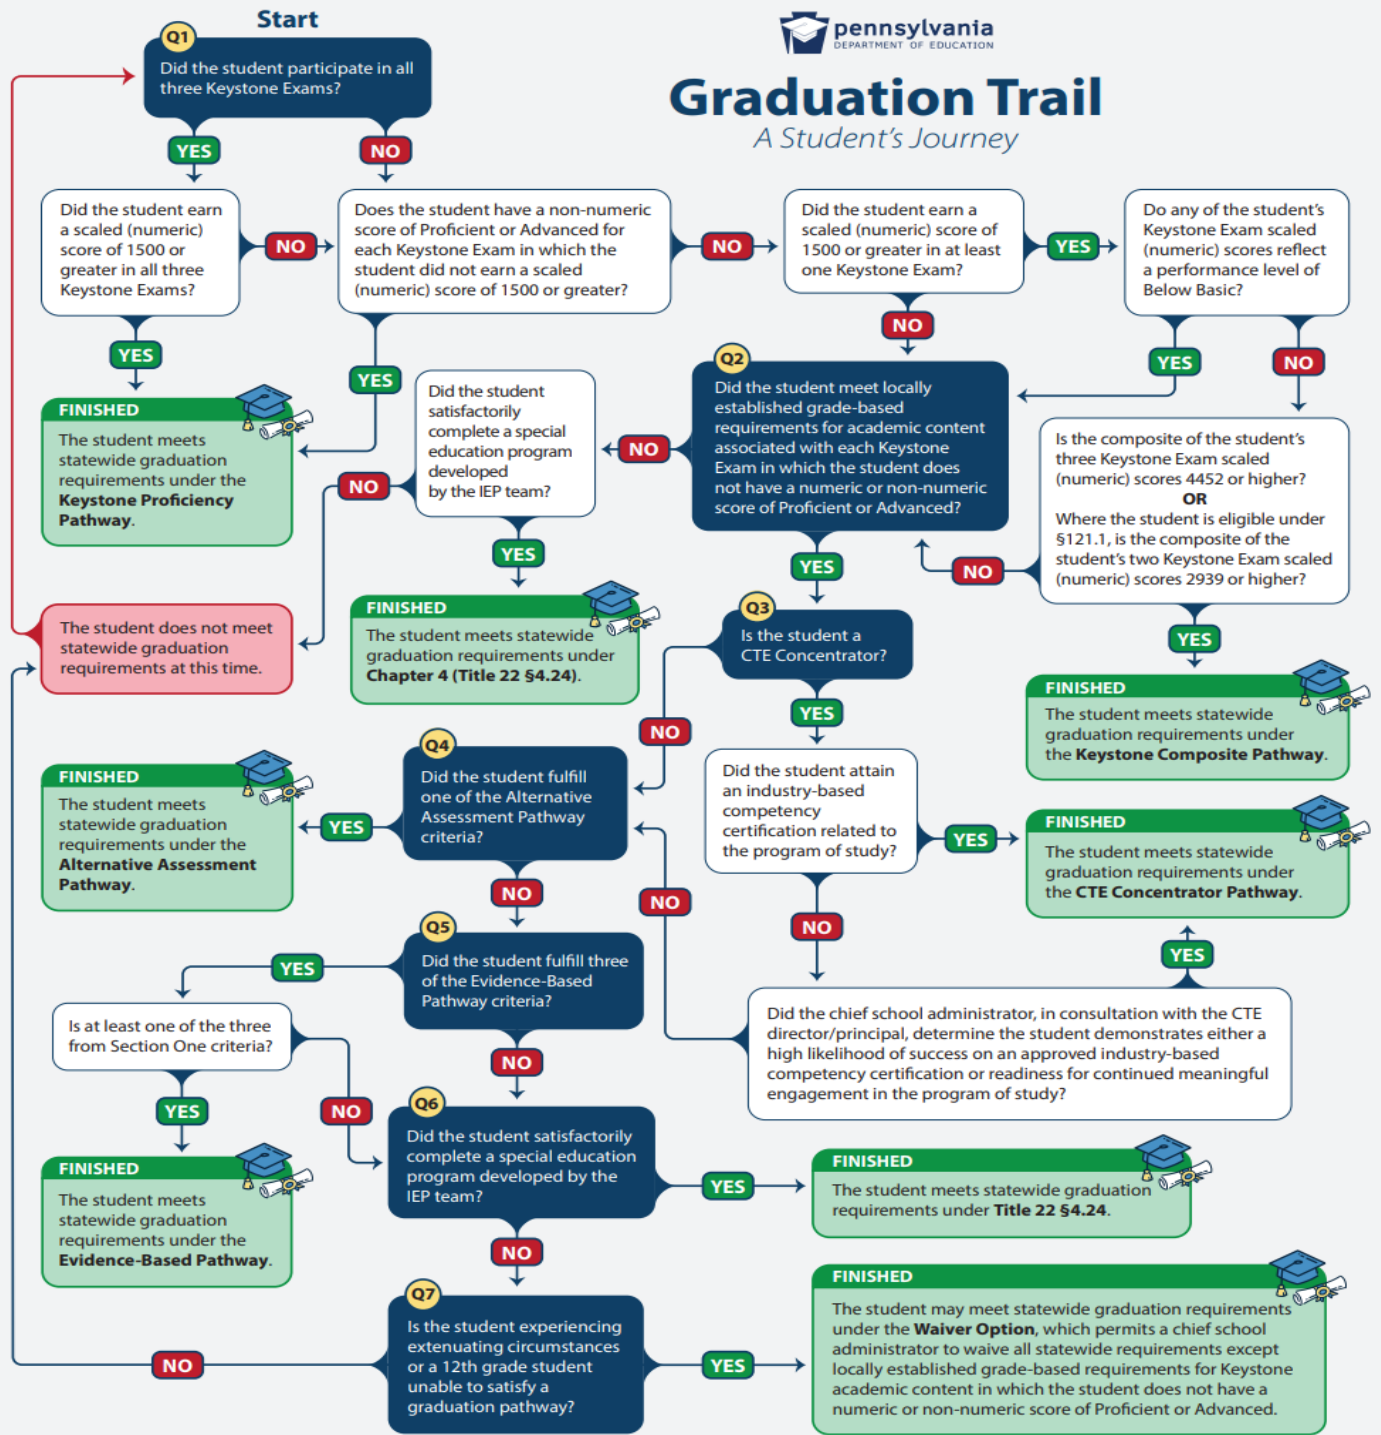 Start
pennsylvania
DEPARTMENT OF EDUCATION
Graduation Trail
A Student's Journey
Q1
Did the student participate in all
three Keystone Exams?
YES
NO
Did the student earn
a scaled (numeric)
score of 1500 or
greater in all three
Keystone Exams?
NO
Does the student have a non-numeric
score of Proficient or Advanced for
each Keystone Exam in which the
student did not earn a scaled
(numeric) score of 1500 or greater?
NO
Did the student earn a
scaled (numeric) score of
1500 or greater in at least
one Keystone Exam?
YES
Do any of the student's
Keystone Exam scaled
(numeric) scores reflect
a performance level of
Below Basic?
YES
YES
NO
YES
NO
FINISHED
The student meets
statewide graduation
requirements under the
Keystone Proficiency
Pathway.
Did the student
satisfactorily
complete a special
education program
developed
by the IEP team?
NO
NO
Q2
Did the student meet locally
established grade-based
requirements for academic content
associated with each Keystone
Exam in which the student does
not have a numeric or non-numeric
score of Proficient or Advanced?
Is the composite of the student's
three Keystone Exam scaled
(numeric) scores 4452 or higher?
OR
Where the student is eligible under
§121.1, is the composite of the
student's two Keystone Exam scaled
(numeric) scores 2939 or higher?
NO
YES
YES
YES
The student does not meet
statewide graduation
requirements at this time.
FINISHED
The student meets statewide
graduation requirements under
Chapter 4 (Title 22 §4.24).
Q3
Is the student a
CTE Concentrator?
NO
YES
FINISHED
The student meets statewide
graduation requirements under
the Keystone Composite Pathway.
FINISHED
The student meets
statewide graduation
requirements under the
Alternative Assessment
Pathway.
YES
Q4
Did the student fulfill
one of the Alternative
Assessment Pathway
criteria?
NO
Did the student attain
an industry-based
competency
certification related to
the program of study?
YES
FINISHED
The student meets statewide
graduation requirements under
the CTE Concentrator Pathway.
NO
NO
YES
Q5
Did the student fulfill three
of the Evidence-Based
Pathway criteria?
YES
NO
Did the chief school administrator, in consultation with the CTE
director/principal, determine the student demonstrates either a
high likelihood of success on an approved industry-based
competency certification or readiness for continued meaningful
engagement in the program of study?
Is at least one of the three
from Section One criteria?
YES
NO
Q6
Did the student satisfactorily
complete a special education
program developed by the
IEP team?
YES
FINISHED
The student meets statewide graduation
requirements under Title 22 §4.24.
FINISHED
The student meets
statewide graduation
requirements under the
Evidence-Based Pathway.
NO
Q7
Is the student experiencing
extenuating circumstances
or a 12th grade student
unable to satisfy a
graduation pathway?
NO
YES
FINISHED
The student may meet statewide graduation requirements
under the Waiver Option, which permits a chief school
administrator to waive all statewide requirements except
locally established grade-based requirements for Keystone
academic content in which the student does not have a
numeric or non-numeric score of Proficient or Advanced.